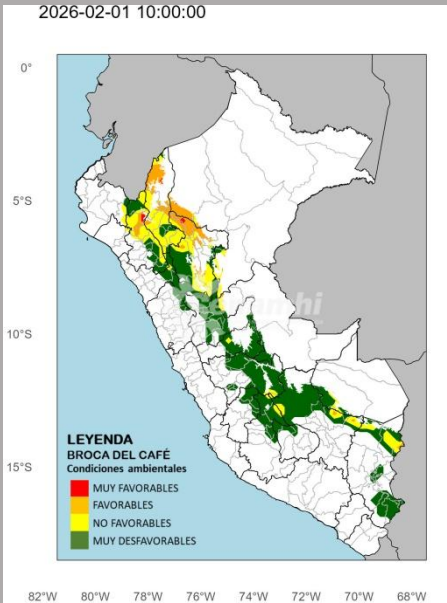 2026-02-01 10:00:00
0°
5°S
10°S
15°S
LEYENDA
BROCA DEL CAFÉ
Condiciones ambientales
MUY FAVORABLES
FAVORABLES
NO FAVORABLES
MUY DESFAVORABLES
82°W 80°W 78°W 76°W 74°W 72°W 70°W 68°W